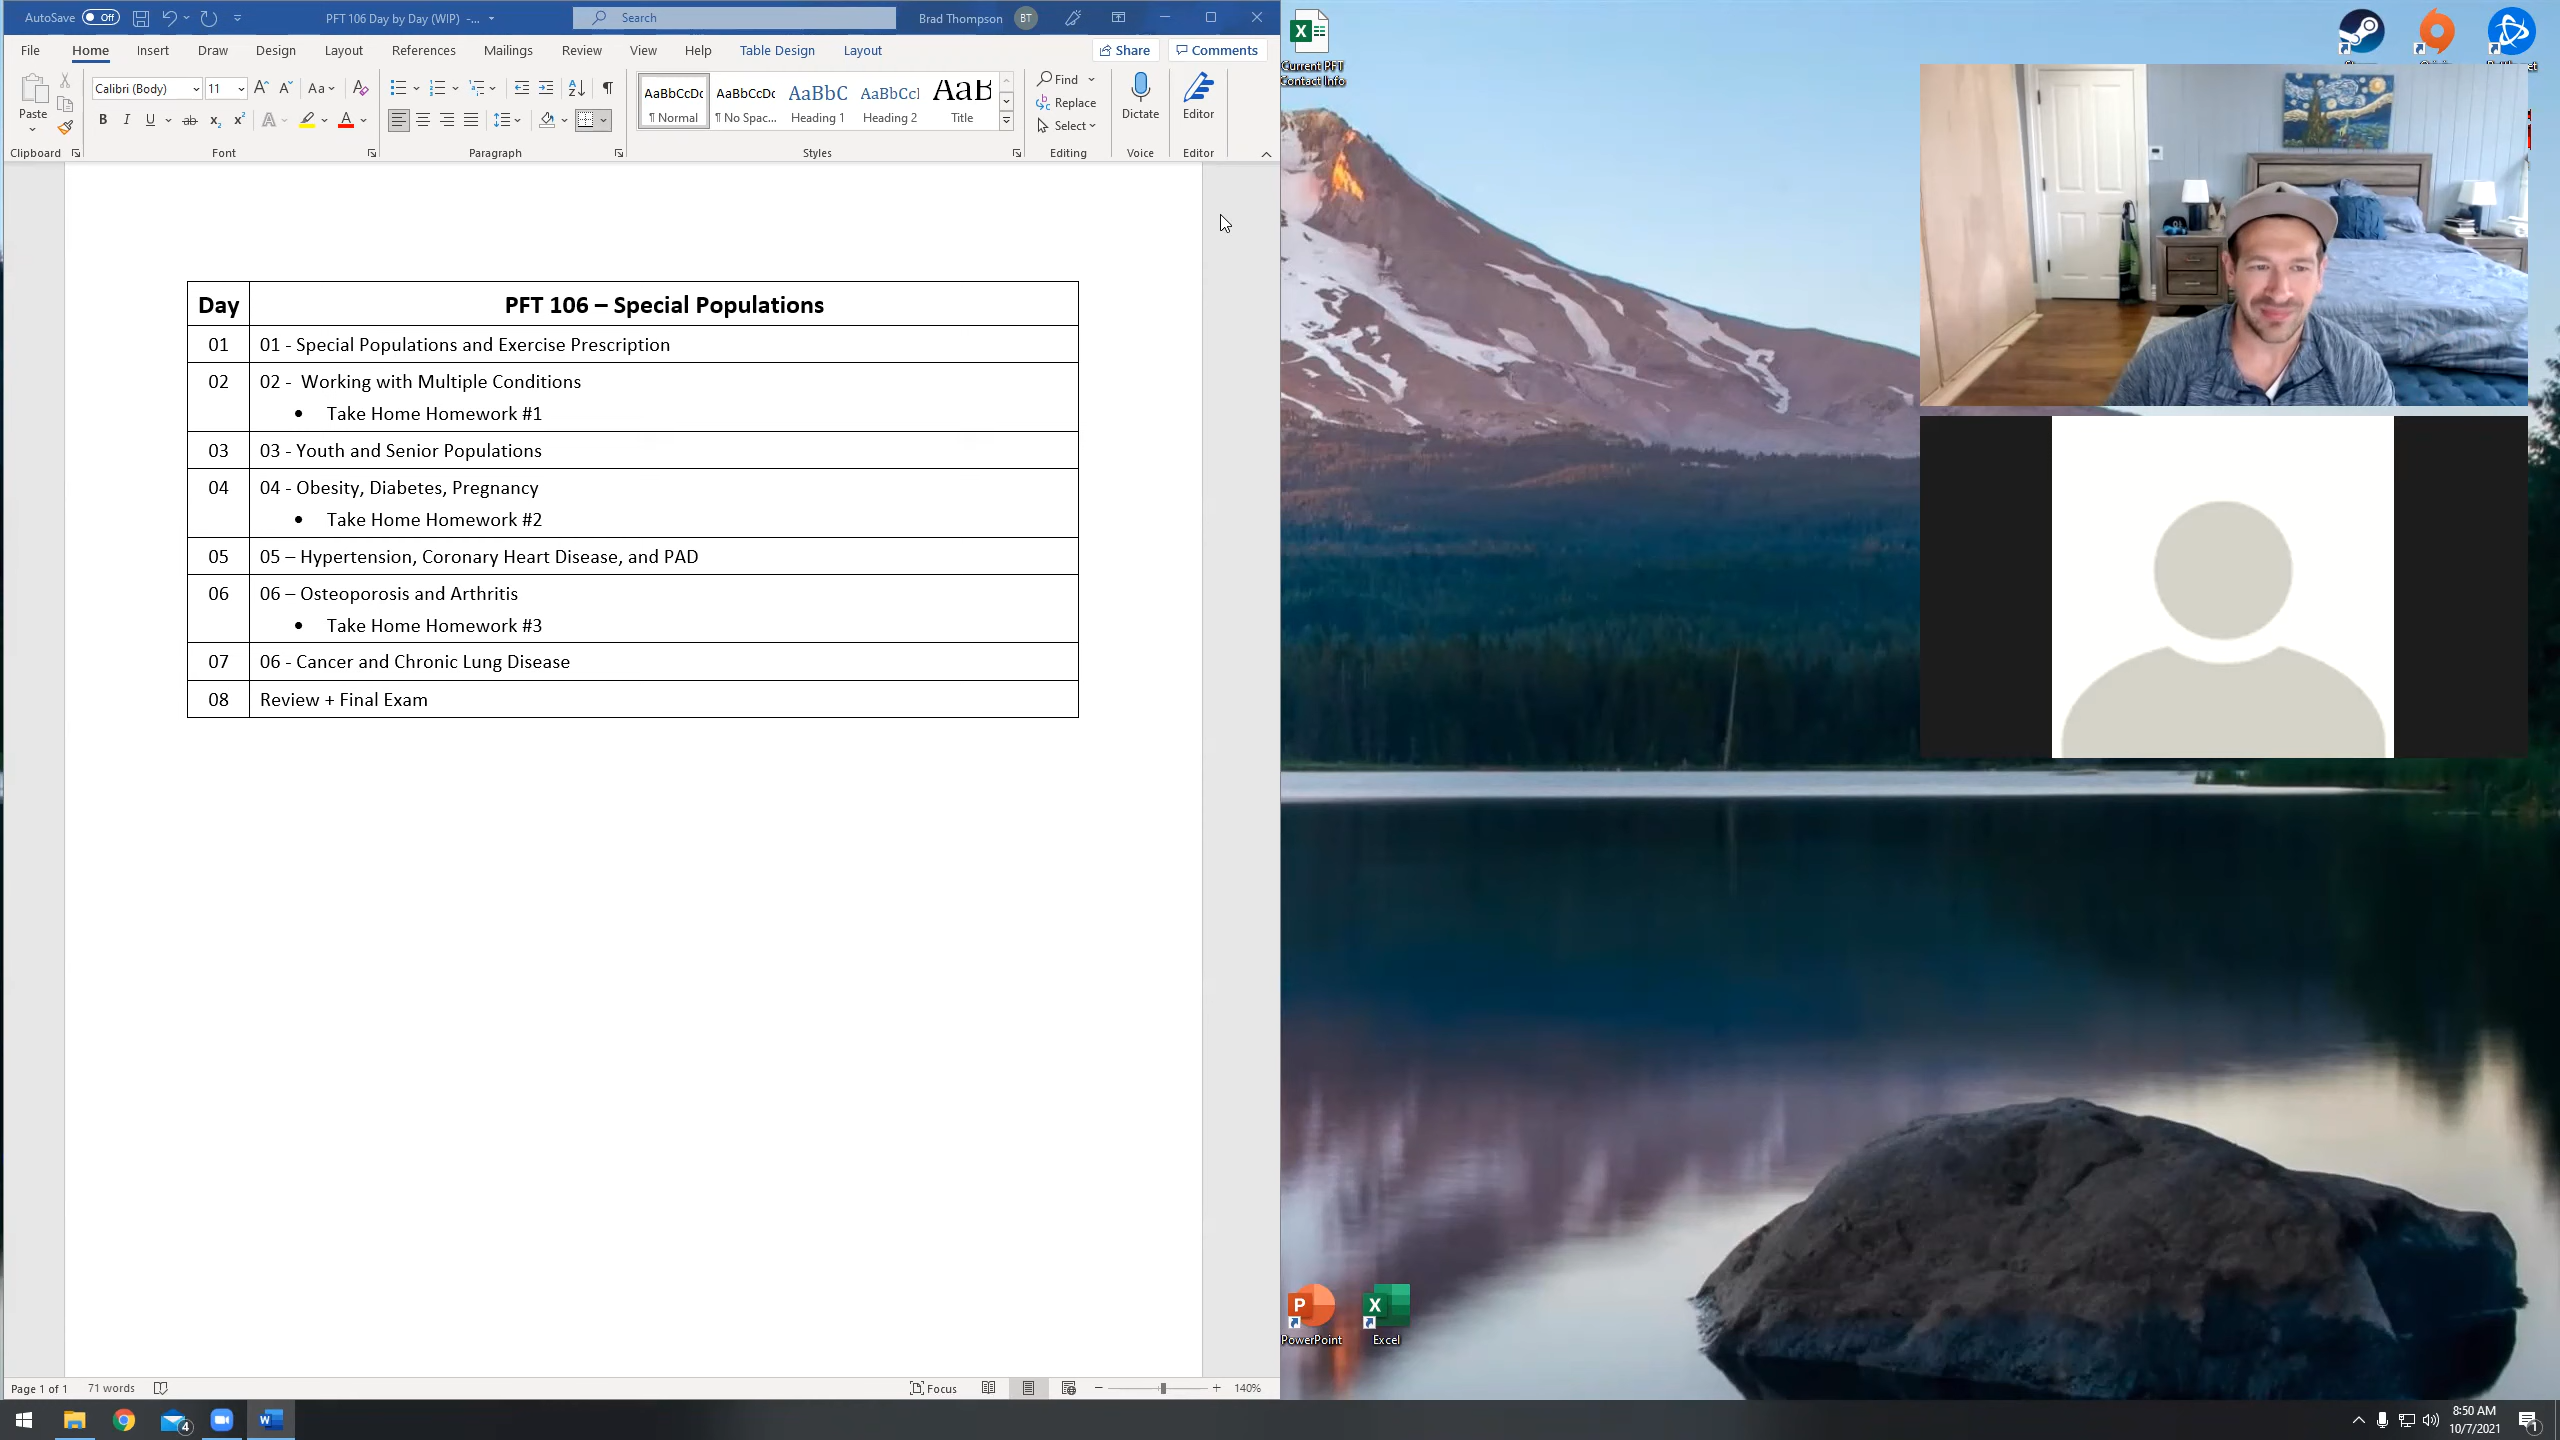 AutoSave Off PFT 106 Day by Day (WIP) -... Search Brad Thompson BT
File Home Insert Draw Design Layout References Mailings Review View Help Table Design Layout Share Comments
Paste Calibri (Body) 11 Aa AaBbCcDc AaBbCcDc AaBbC AaBbCcI AaB Find Replace Select Dictate Editor
¶ Normal ¶ No Spac... Heading 1 Heading 2 Title
Clipboard Font Paragraph Styles Editing Voice Editor
Day PFT 106 – Special Populations
01 01 - Special Populations and Exercise Prescription
02 02 -  Working with Multiple Conditions
• Take Home Homework #1
03 03 - Youth and Senior Populations
04 04 - Obesity, Diabetes, Pregnancy
• Take Home Homework #2
05 05 – Hypertension, Coronary Heart Disease, and PAD
06 06 – Osteoporosis and Arthritis
• Take Home Homework #3
07 06 - Cancer and Chronic Lung Disease
08 Review + Final Exam
Page 1 of 1 71 words Focus 140%
Current PFT
Contact Info
PowerPoint Excel
4
8:50 AM
10/7/2021
1